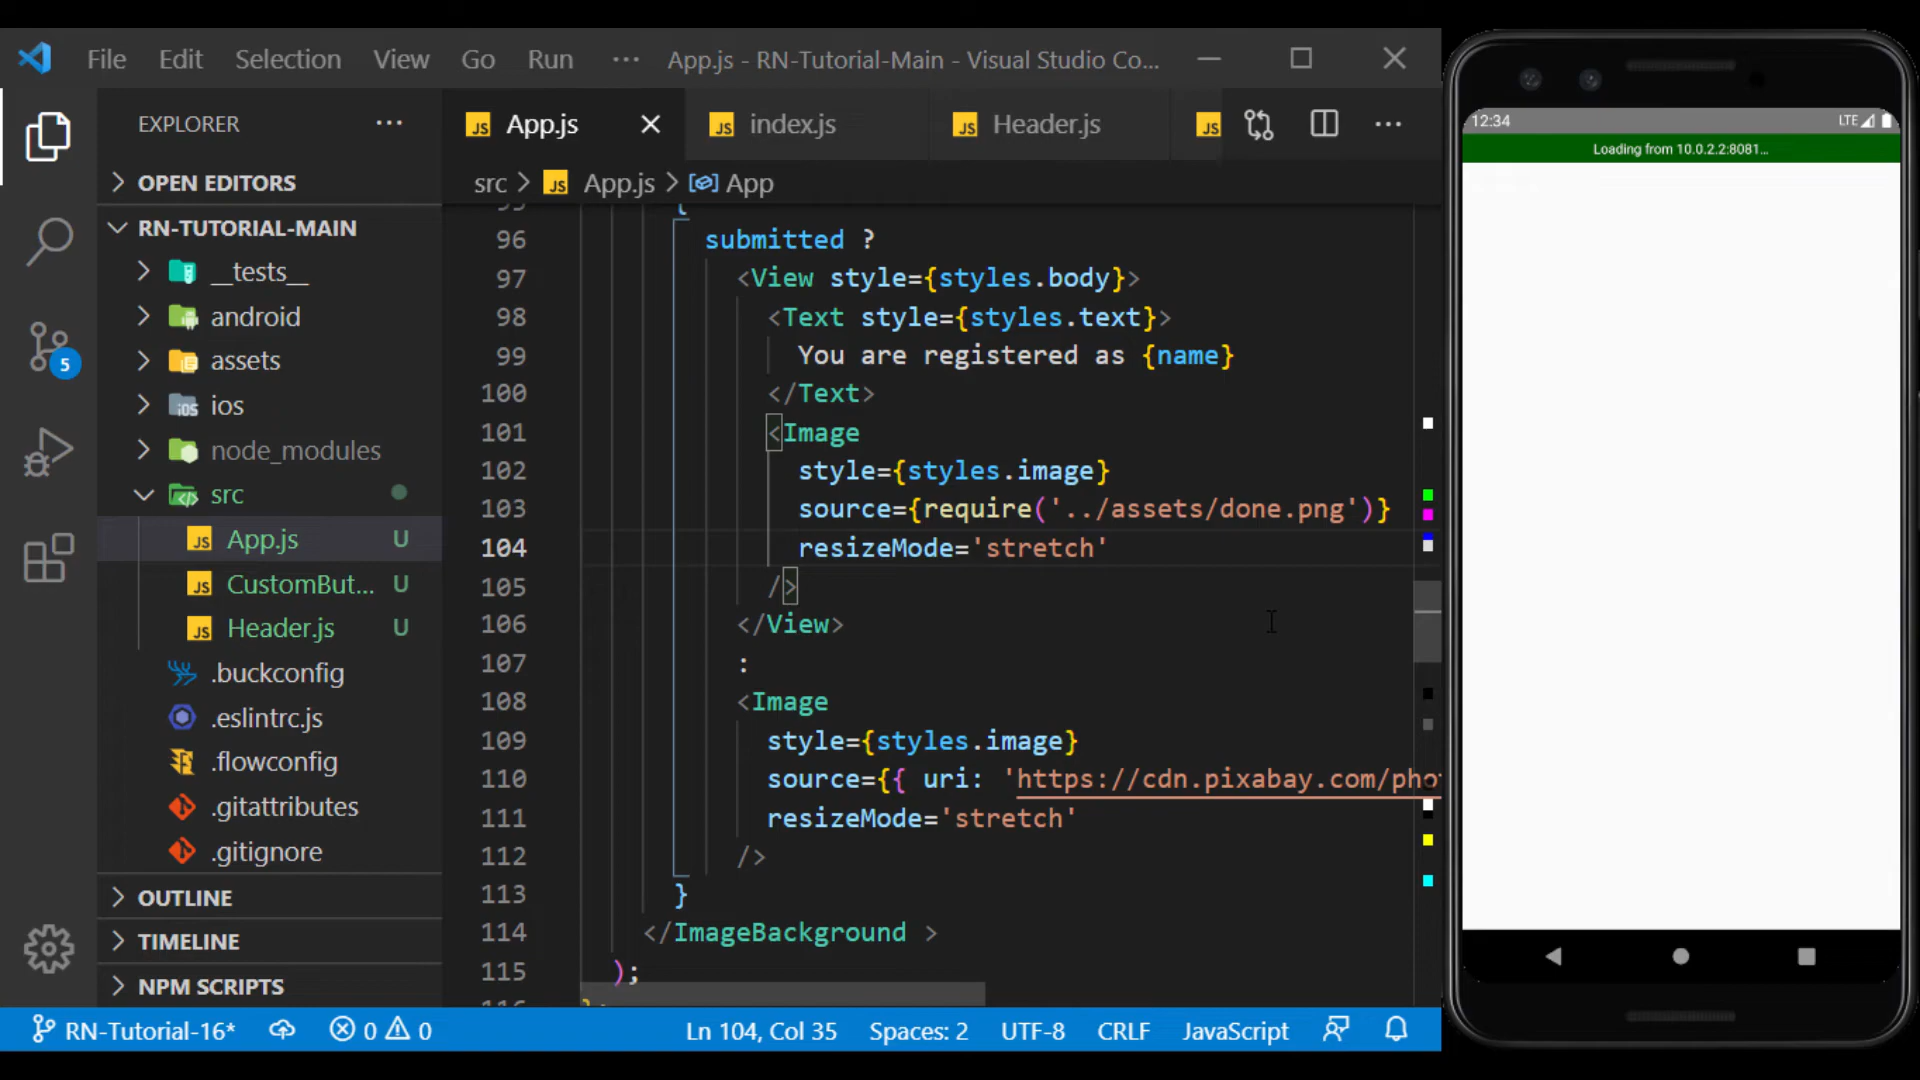 File Edit Selection View Go Run ··· App.js - RN-Tutorial-Main - Visual Studio Co...
EXPLORER ···
JS App.js JS index.js JS Header.js JS ···
OPEN EDITORS
src > JS App.js > App
RN-TUTORIAL-MAIN
__tests__
android
assets
ios
node_modules
src
JS App.js U
JS CustomBut... U
JS Header.js U
.buckconfig
.eslintrc.js
.flowconfig
.gitattributes
.gitignore
OUTLINE
TIMELINE
NPM SCRIPTS
95 {
96 submitted ?
97 <View style={styles.body}>
98 <Text style={styles.text}>
99 You are registered as {name}
100 </Text>
101 <Image
102 style={styles.image}
103 source={require('../assets/done.png')}
104 resizeMode='stretch'
105 />
106 </View>
107 :
108 <Image
109 style={styles.image}
110 source={{ uri: 'https://cdn.pixabay.com/pho
111 resizeMode='stretch'
112 />
113 }
114 </ImageBackground >
115 );
5
RN-Tutorial-16* 0 0 Ln 104, Col 35 Spaces: 2 UTF-8 CRLF JavaScript
12:34 LTE
Loading from 10.0.2.2:8081...